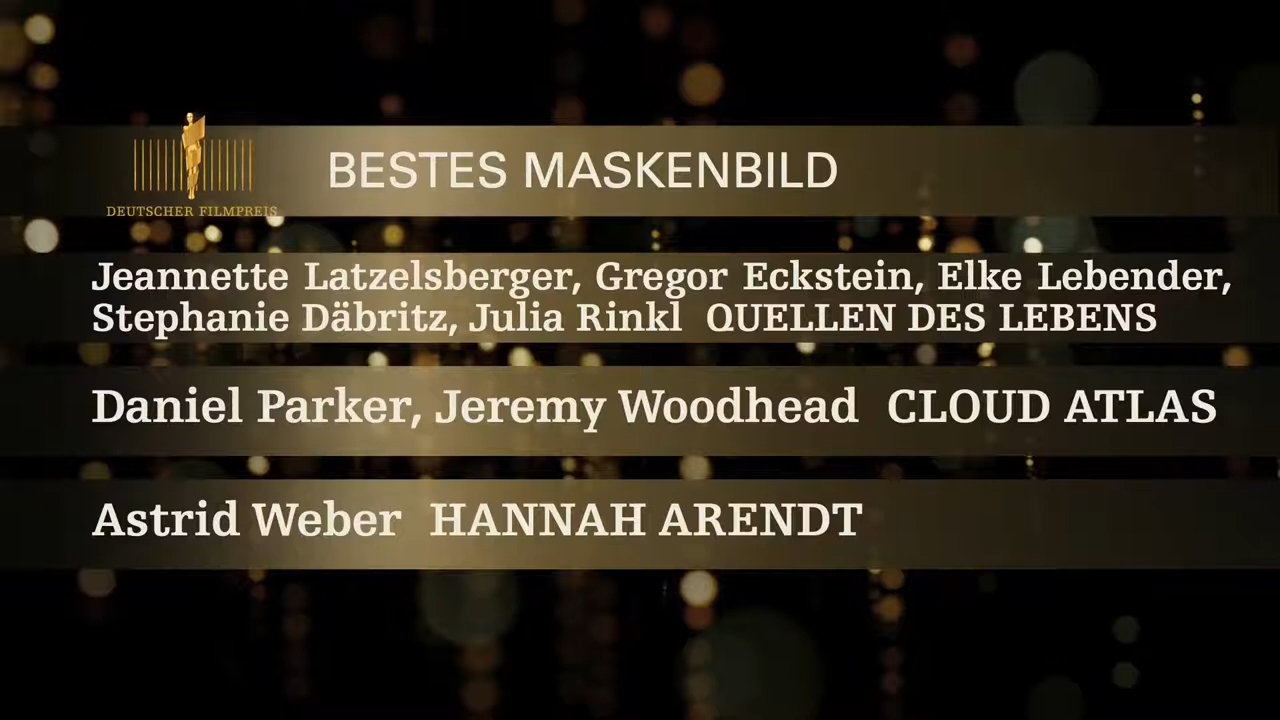 DEUTSCHER FILMPREIS
BESTES MASKENBILD
Jeannette Latzelsberger, Gregor Eckstein, Elke Lebender,
Stephanie Däbritz, Julia Rinkl QUELLEN DES LEBENS
Daniel Parker, Jeremy Woodhead CLOUD ATLAS
Astrid Weber HANNAH ARENDT